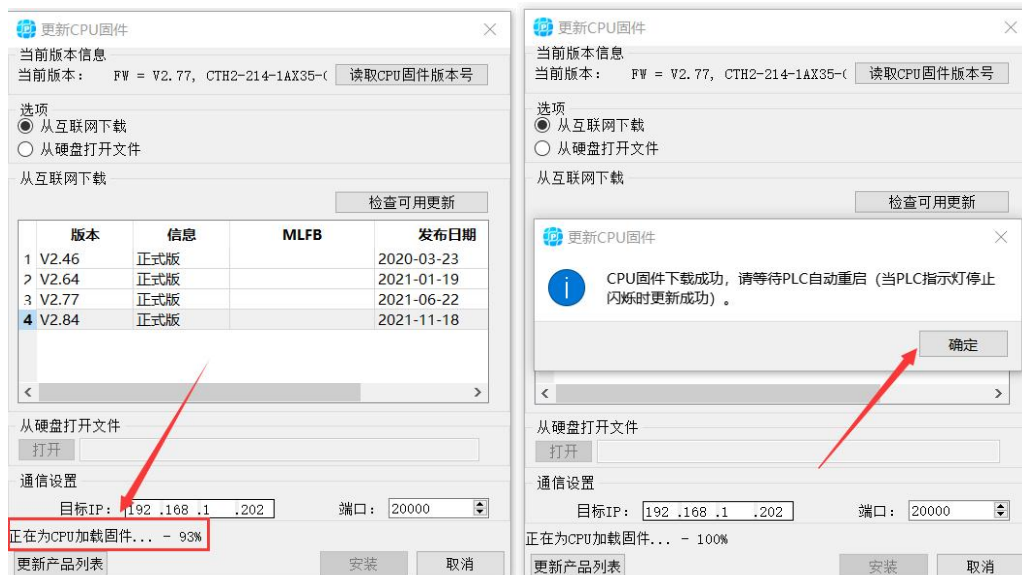 更新CPU固件
当前版本信息
当前版本： FW = V2.77, CTH2-214-1AX35-( 读取CPU固件版本号
选项
从互联网下载
从硬盘打开文件
从互联网下载
检查可用更新
版本 信息 MLFB 发布日期
1 V2.46 正式版 2020-03-23
2 V2.64 正式版 2021-01-19
3 V2.77 正式版 2021-06-22
4 V2.84 正式版 2021-11-18
从硬盘打开文件
打开
通信设置
目标IP： 192 .168 .1 .202 端口： 20000
正在为CPU加载固件... - 93%
更新产品列表 安装 取消
更新CPU固件
当前版本信息
当前版本： FW = V2.77, CTH2-214-1AX35-( 读取CPU固件版本号
选项
从互联网下载
从硬盘打开文件
从互联网下载
检查可用更新
更新CPU固件
CPU固件下载成功，请等待PLC自动重启（当PLC指示灯停止
闪烁时更新成功）。
确定
从硬盘打开文件
打开
通信设置
目标IP： 192 .168 .1 .202 端口： 20000
正在为CPU加载固件... - 100%
更新产品列表 安装 取消